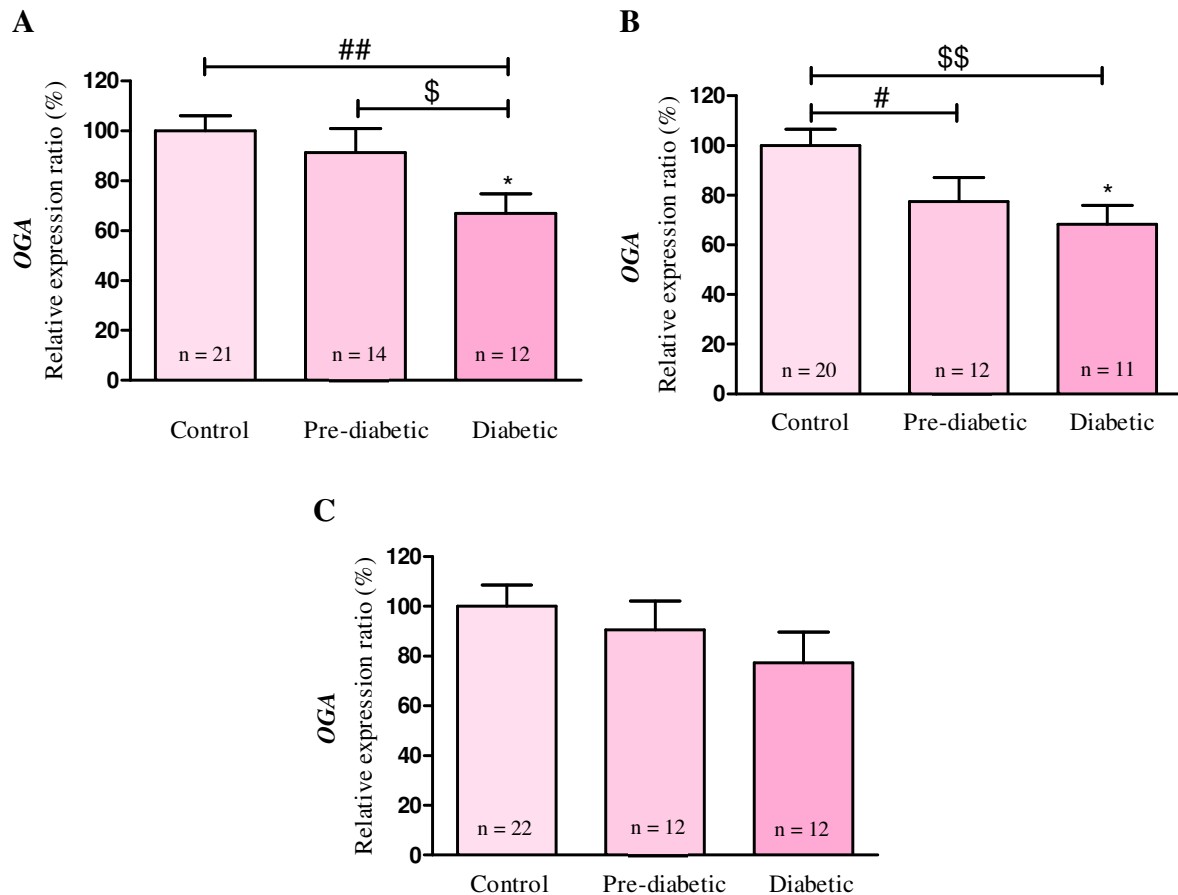 A
##
$
*
OGA
Relative expression ratio (%)
120
100
80
60
40
20
0
n = 21
n = 14
n = 12
Control
Pre-diabetic
Diabetic
B
$$
#
*
OGA
Relative expression ratio (%)
120
100
80
60
40
20
0
n = 20
n = 12
n = 11
Control
Pre-diabetic
Diabetic
C
OGA
Relative expression ratio (%)
120
100
80
60
40
20
0
n = 22
n = 12
n = 12
Control
Pre-diabetic
Diabetic